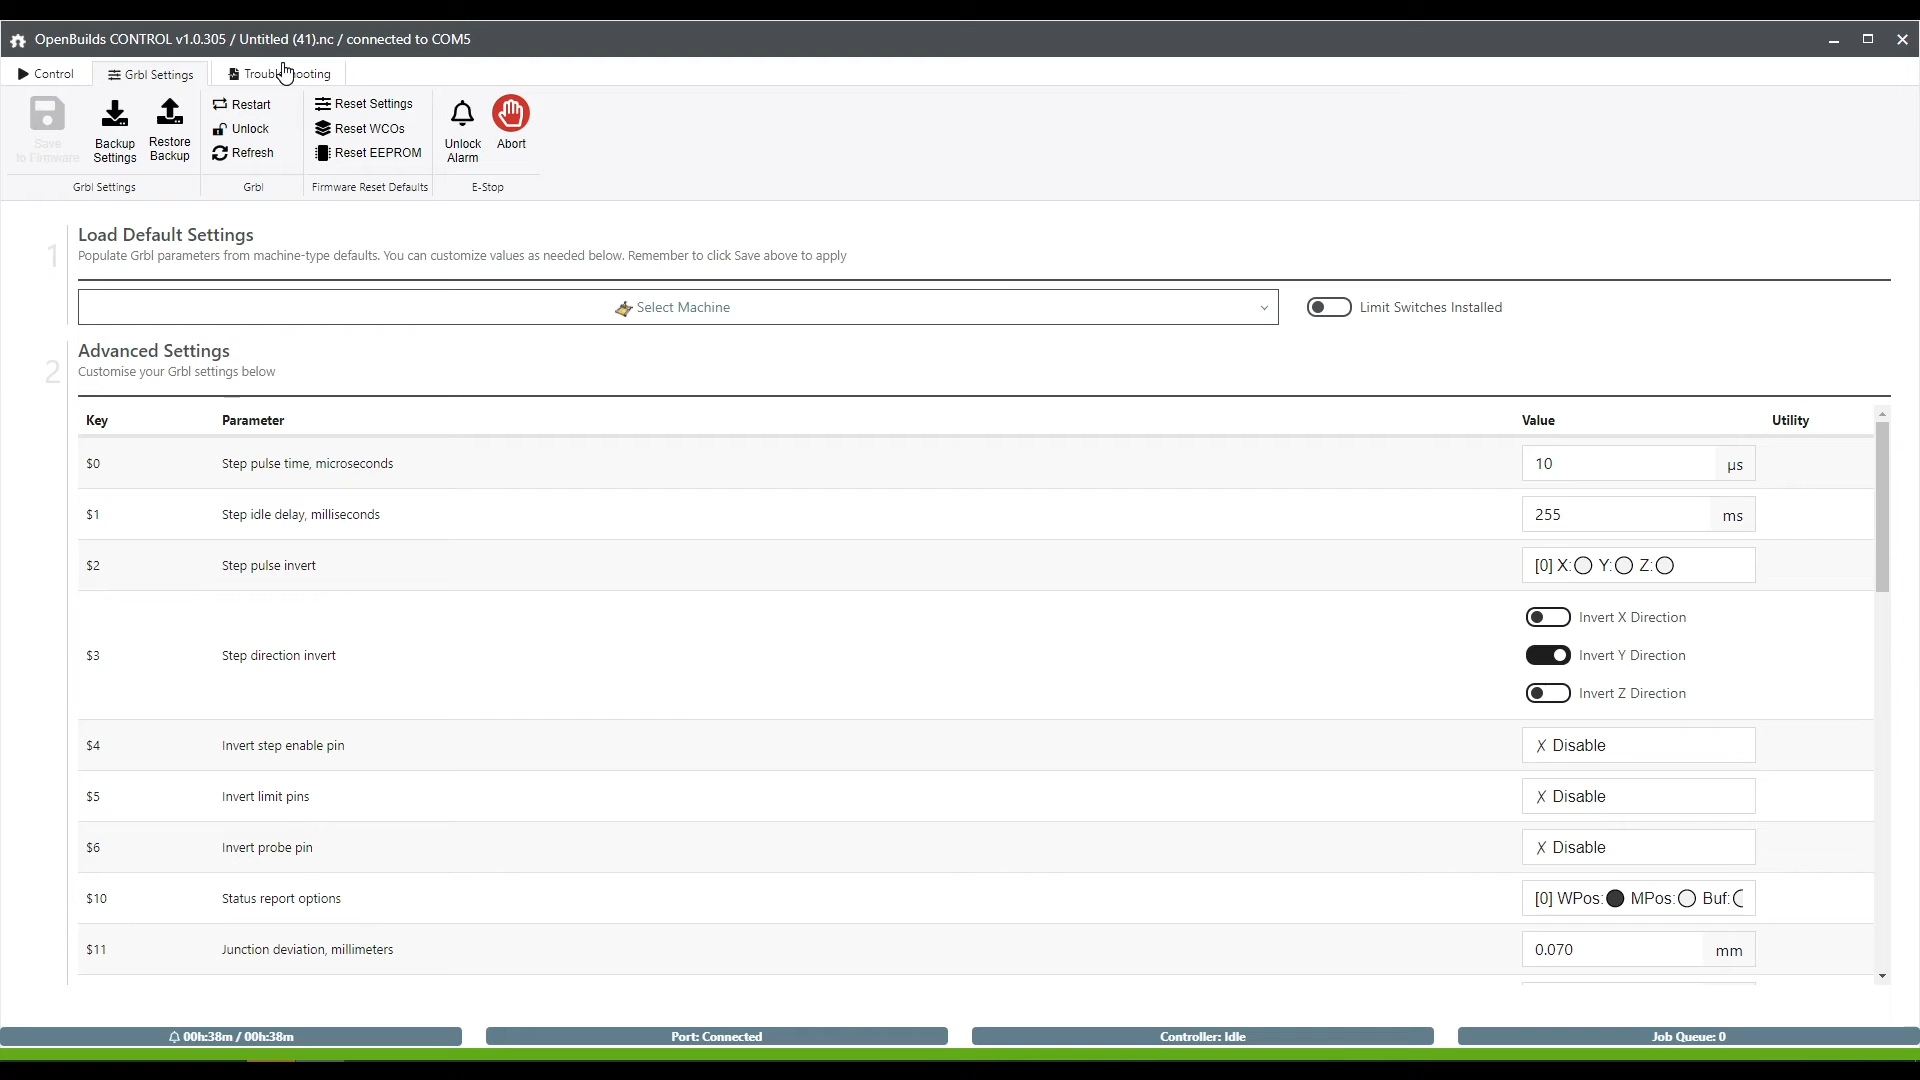 OpenBuilds CONTROL v1.0.305 / Untitled (41).nc / connected to COM5
Control
Grbl Settings
Troubleshooting
Save
to Firmware
Backup
Settings
Restore
Backup
Grbl Settings
Restart
Unlock
Refresh
Grbl
Reset Settings
Reset WCOs
Reset EEPROM
Firmware Reset Defaults
Unlock
Alarm
Abort
E-Stop
1
Load Default Settings
Populate Grbl parameters from machine-type defaults. You can customize values as needed below. Remember to click Save above to apply
Select Machine
Limit Switches Installed
2
Advanced Settings
Customise your Grbl settings below
Key Parameter Value Utility
$0 Step pulse time, microseconds 10 µs
$1 Step idle delay, milliseconds 255 ms
$2 Step pulse invert [0] X: Y: Z:
Invert X Direction
$3 Step direction invert Invert Y Direction
Invert Z Direction
$4 Invert step enable pin ✗ Disable
$5 Invert limit pins ✗ Disable
$6 Invert probe pin ✗ Disable
$10 Status report options [0] WPos: MPos: Buf:
$11 Junction deviation, millimeters 0.070 mm
00h:38m / 00h:38m
Port: Connected
Controller: Idle
Job Queue: 0